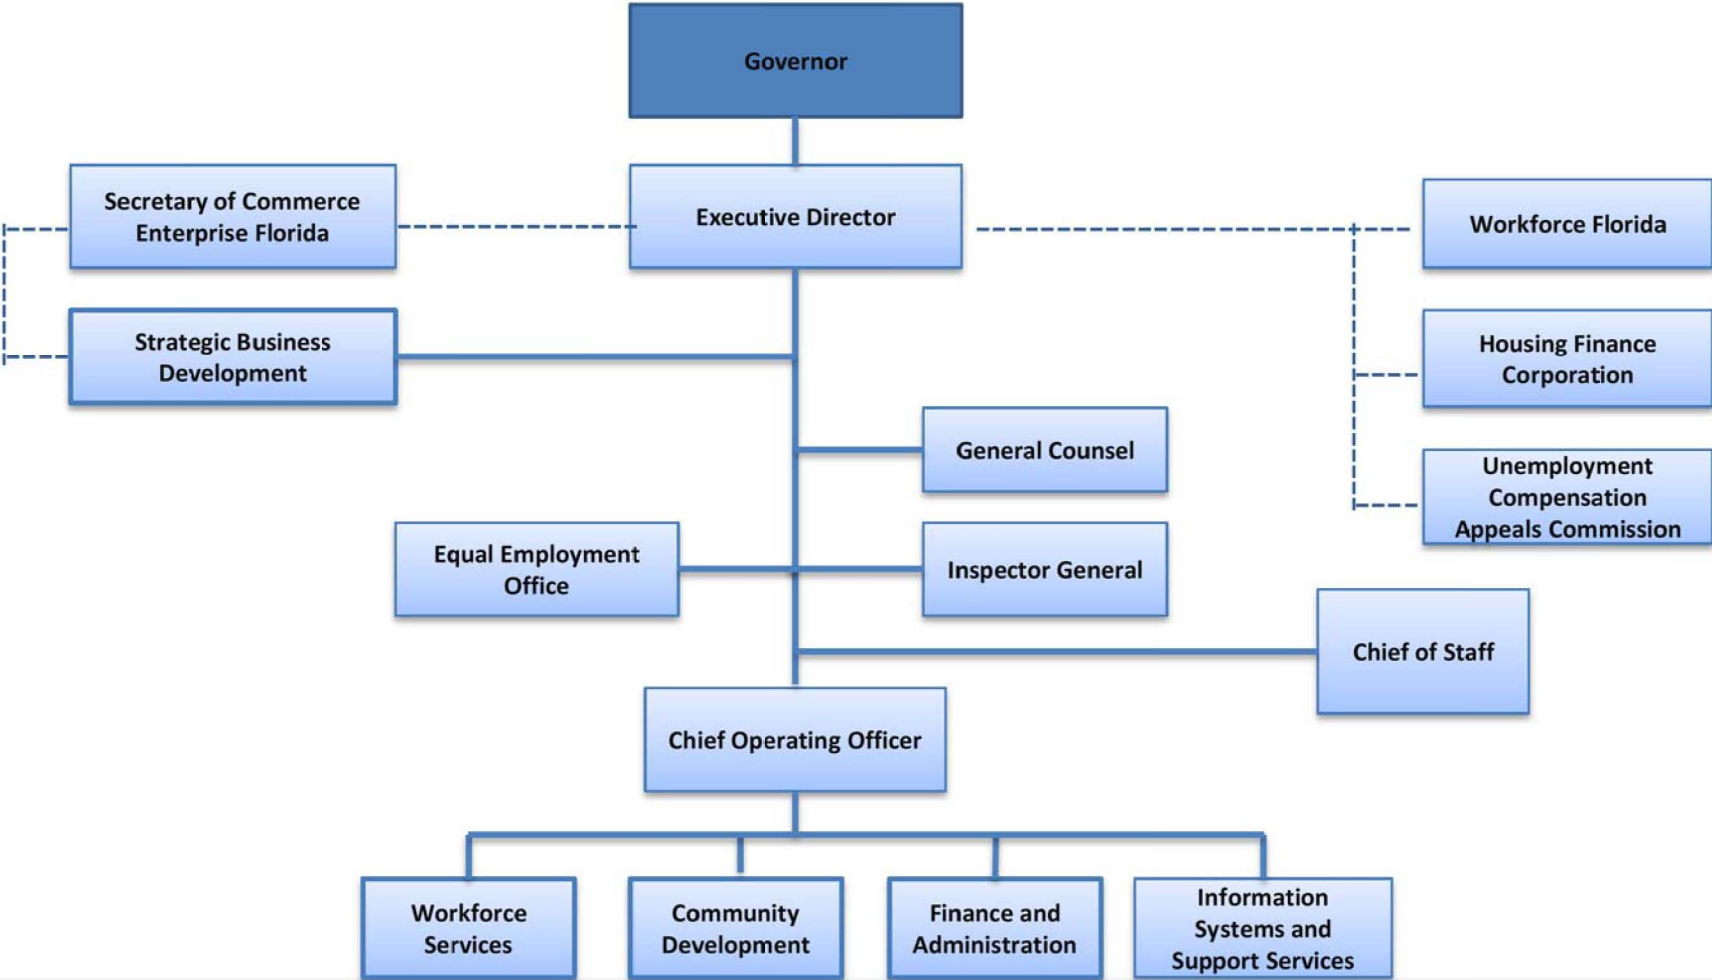 Governor
Secretary of Commerce
Enterprise Florida
Executive Director
Workforce Florida
Strategic Business
Development
Housing Finance
Corporation
General Counsel
Unemployment
Compensation
Appeals Commission
Equal Employment
Office
Inspector General
Chief of Staff
Chief Operating Officer
Workforce
Services
Community
Development
Finance and
Administration
Information
Systems and
Support Services